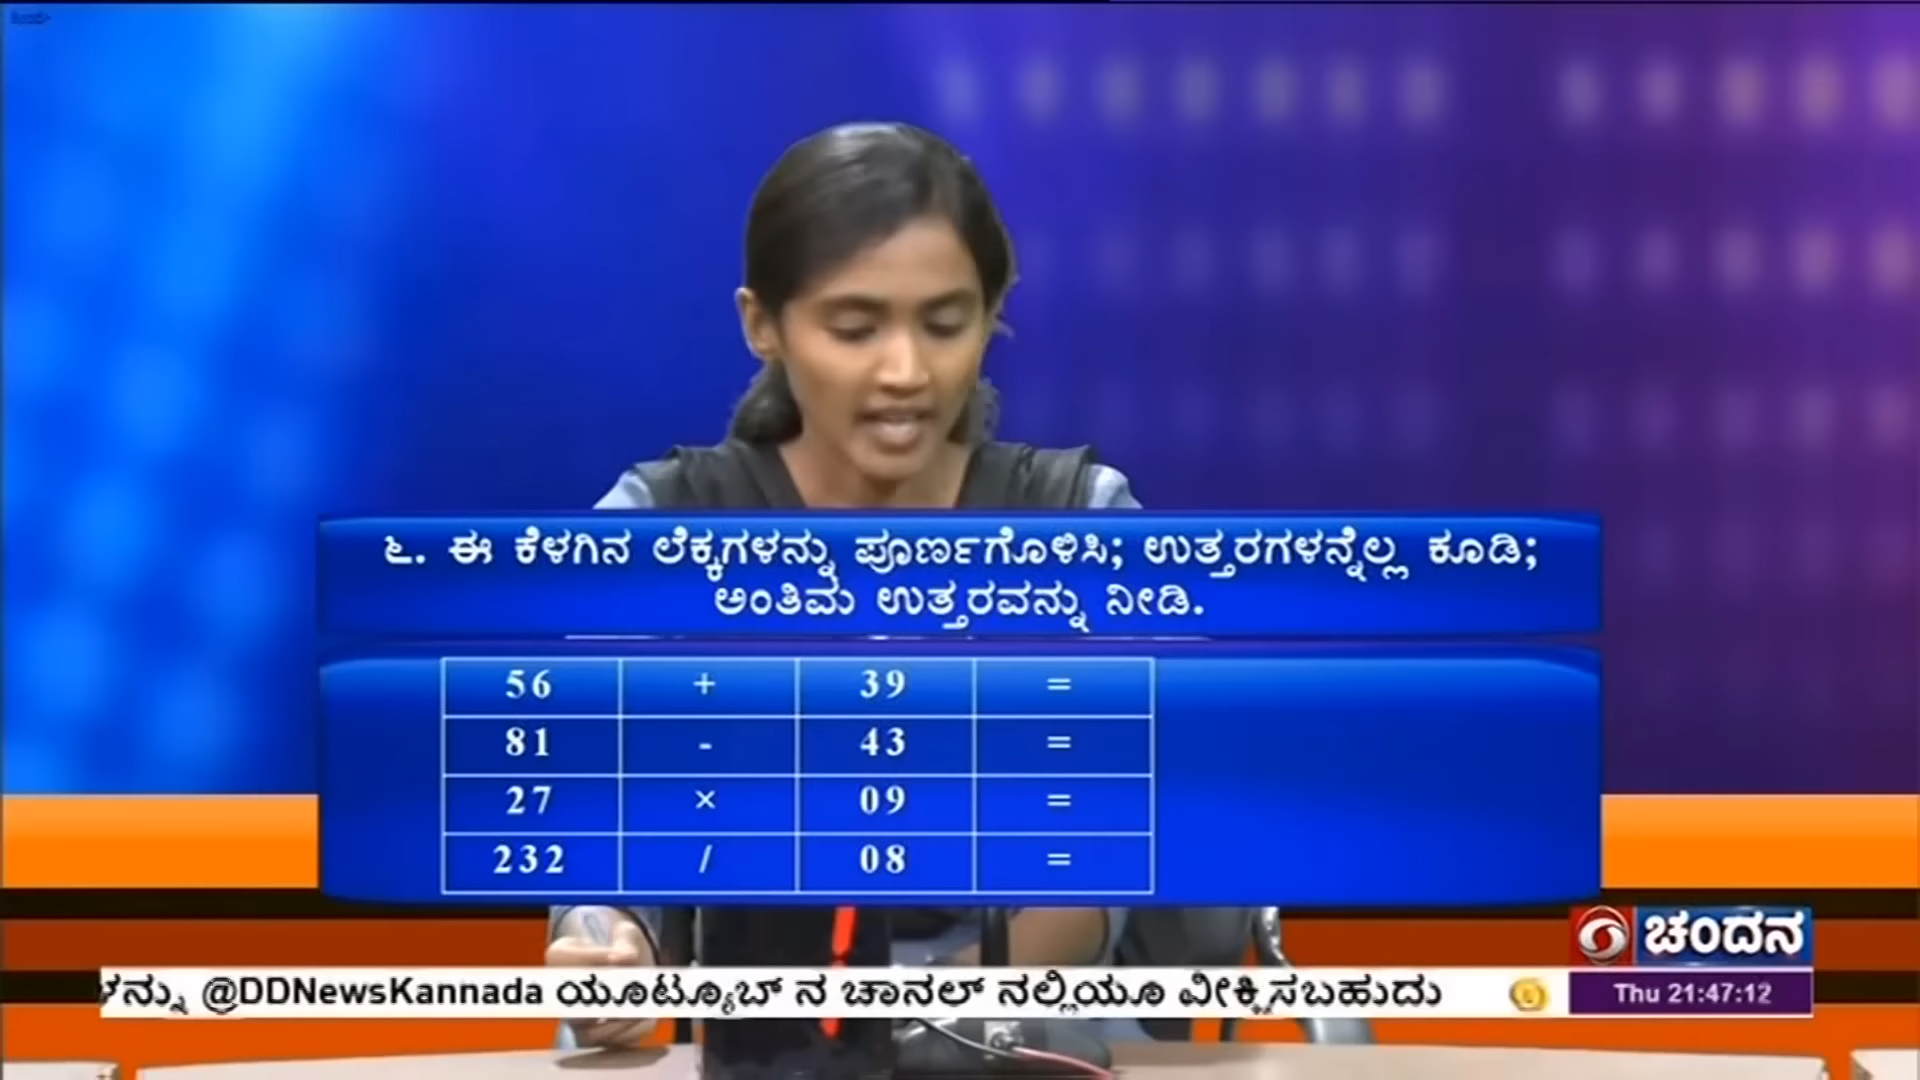 ೬. ಈ ಕೆಳಗಿನ ಲೆಕ್ಕಗಳನ್ನು ಪೂರ್ಣಗೊಳಿಸಿ; ಉತ್ತರಗಳನ್ನೆಲ್ಲ ಕೂಡಿ;
ಅಂತಿಮ ಉತ್ತರವನ್ನು ನೀಡಿ.
56 + 39 =
81 - 43 =
27 × 09 =
232 / 08 =
ಚಂದನ
@DDNewsKannada ಯೂಟ್ಯೂಬ್ ನ ಚಾನಲ್ ನಲ್ಲಿಯೂ ವೀಕ್ಷಿಸಬಹುದು
Thu 21:47:12